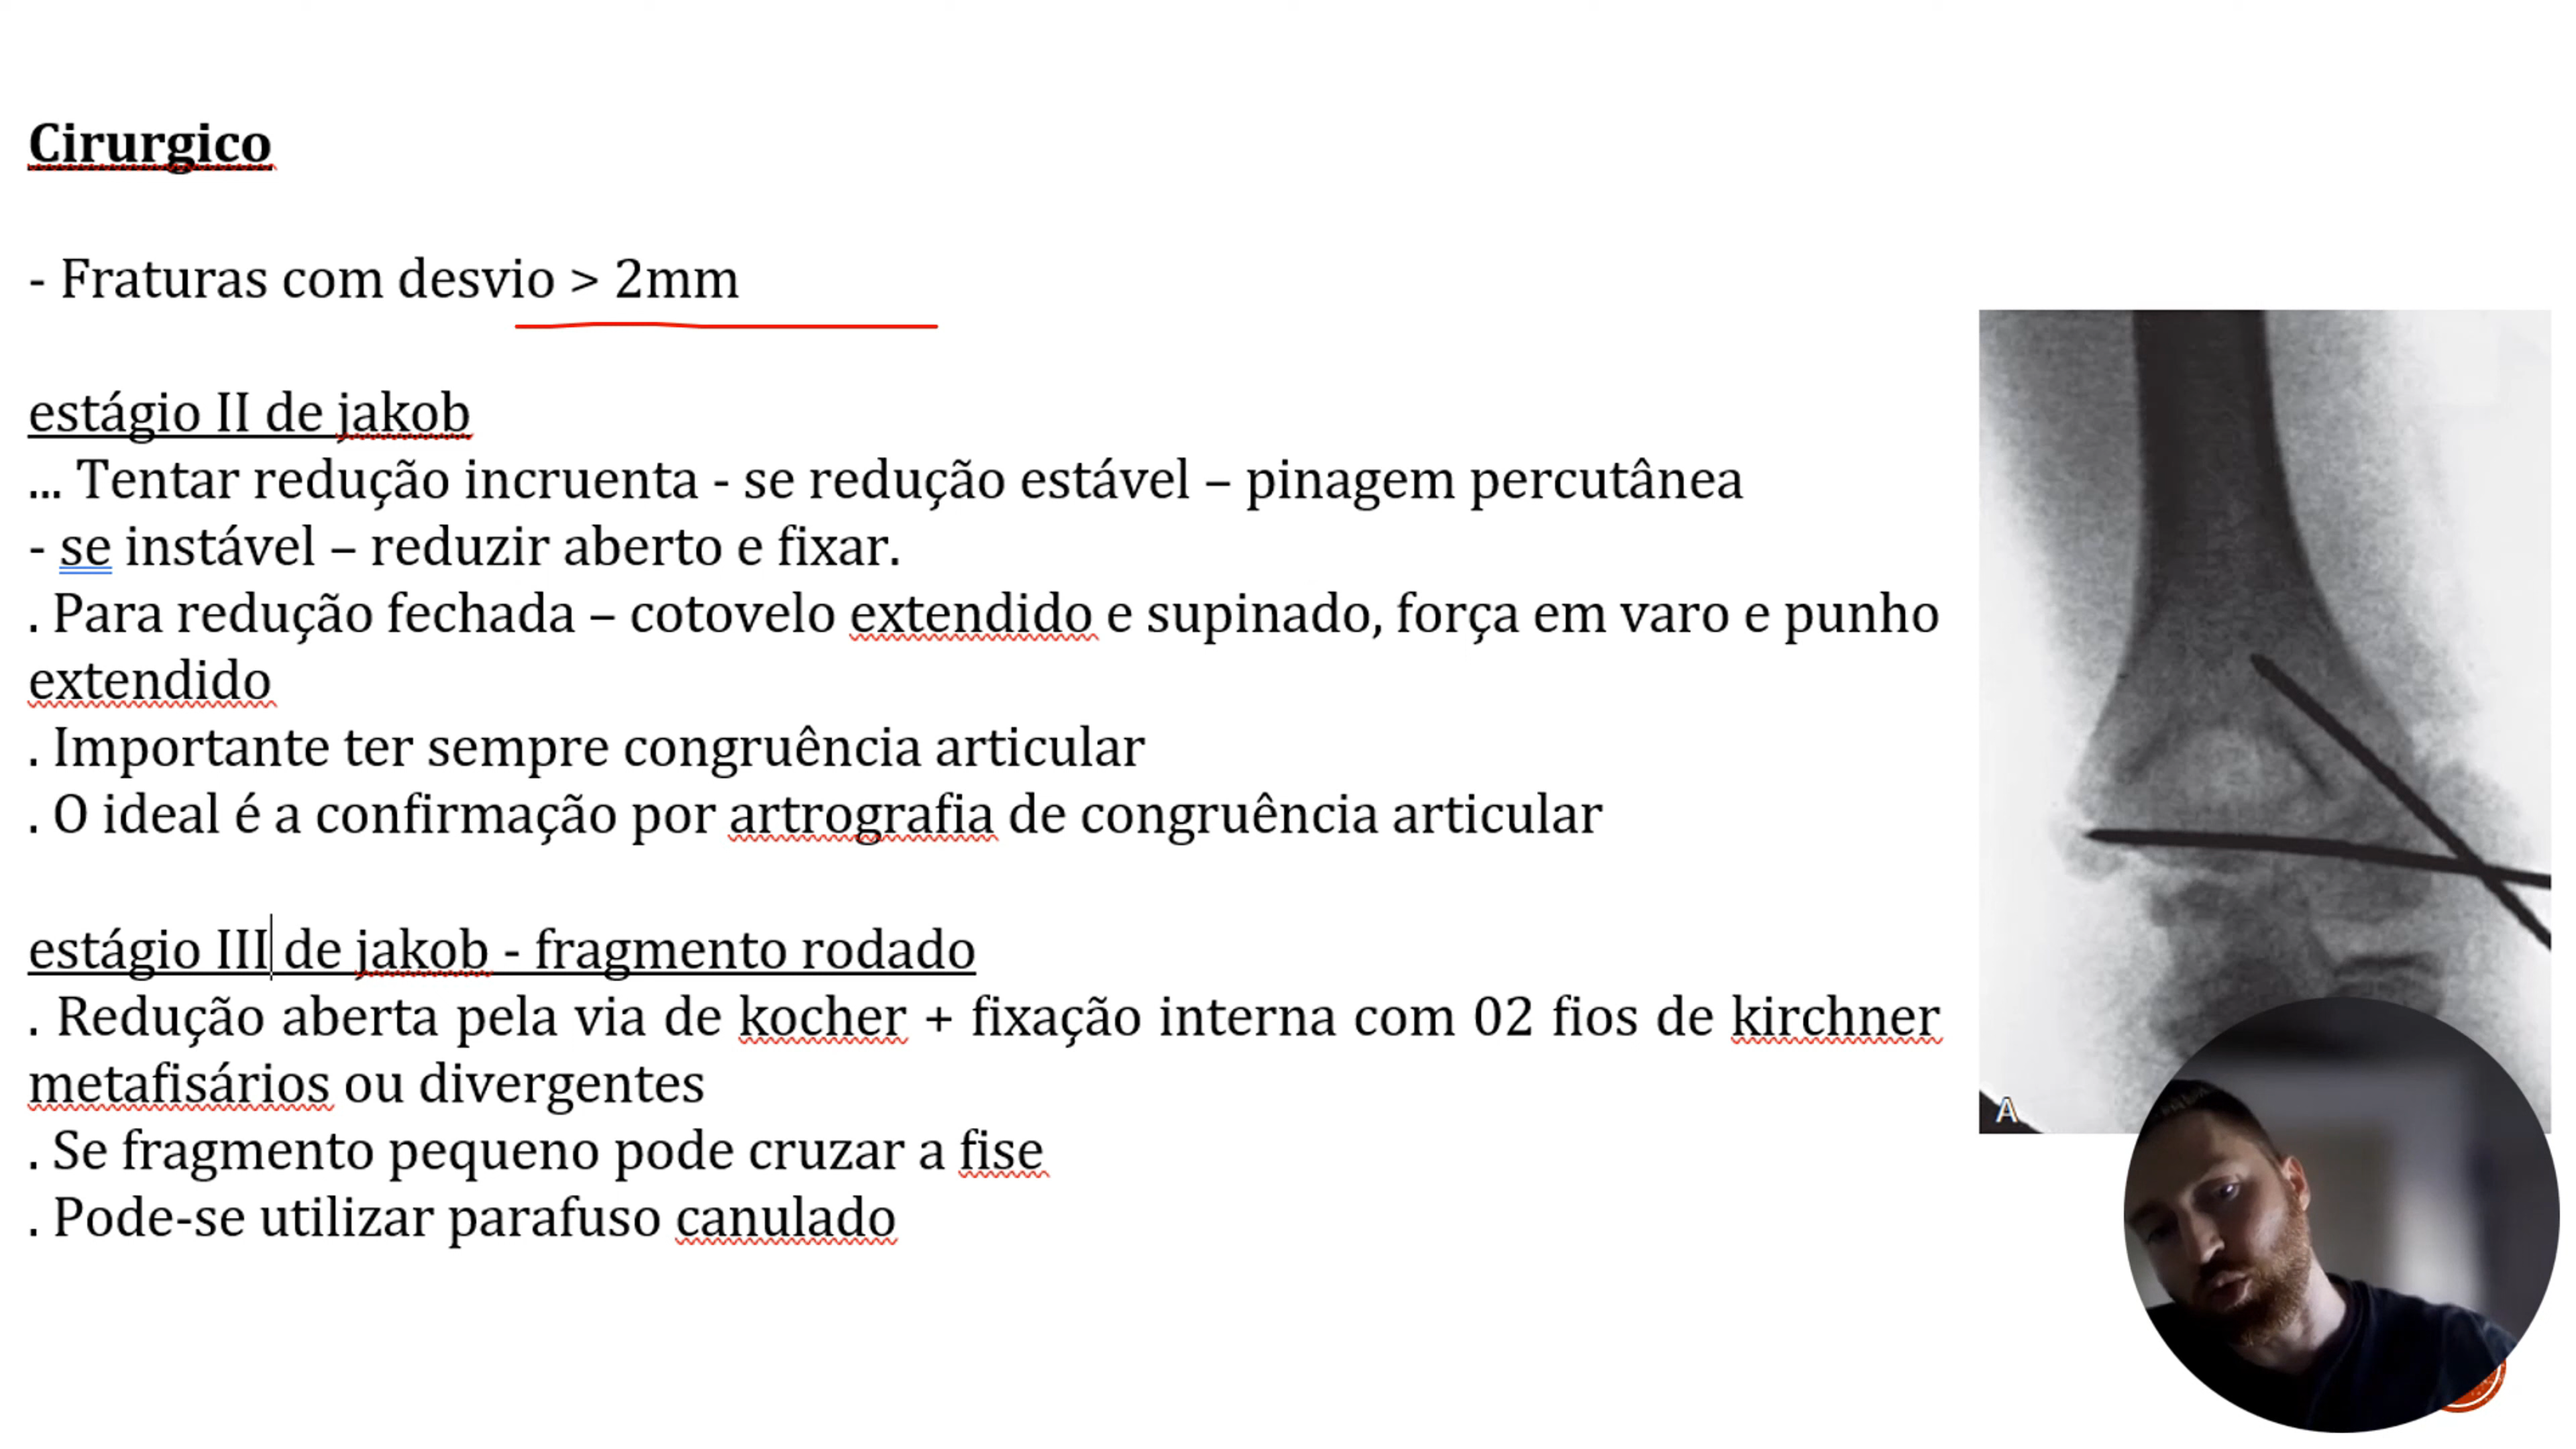 Cirurgico
- Fraturas com desvio > 2mm
estágio II de jakob
... Tentar redução incruenta - se redução estável – pinagem percutânea
- se instável – reduzir aberto e fixar.
. Para redução fechada – cotovelo extendido e supinado, força em varo e punho
extendido
. Importante ter sempre congruência articular
. O ideal é a confirmação por artrografia de congruência articular
estágio III de jakob - fragmento rodado
. Redução aberta pela via de kocher + fixação interna com 02 fios de kirchner
metafisários ou divergentes
. Se fragmento pequeno pode cruzar a fise
. Pode-se utilizar parafuso canulado
A